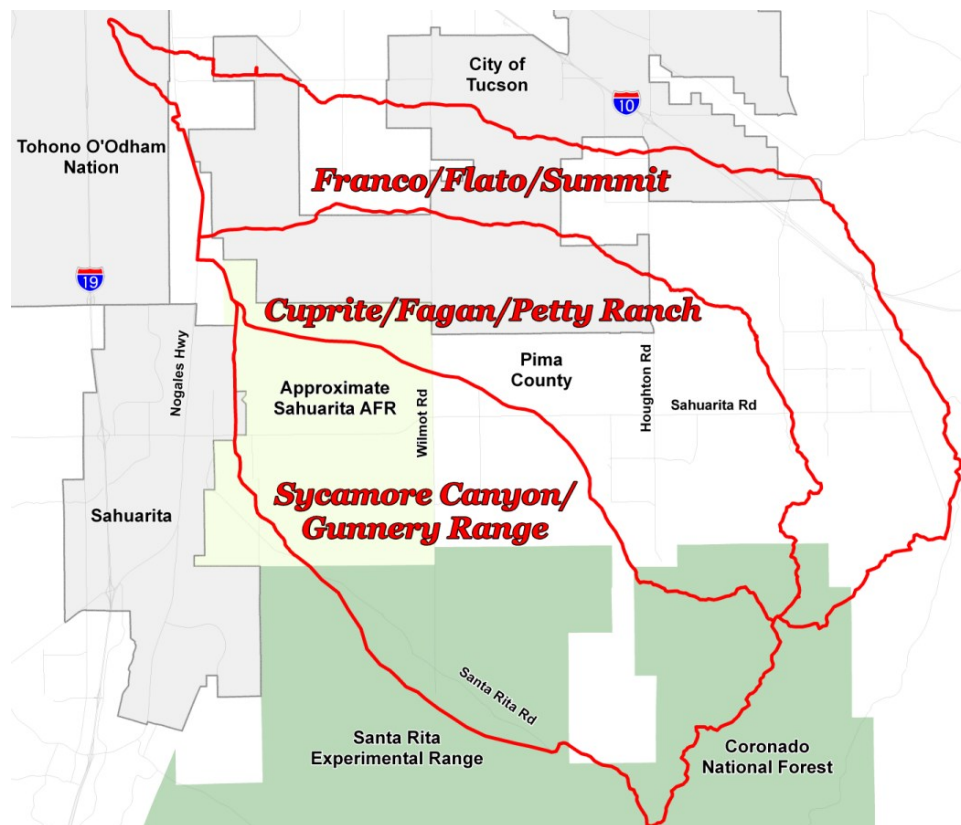 City of
Tucson
10
Tohono O'Odham
Nation
Franco/Flato/Summit
19
Cuprite/Fagan/Petty Ranch
Nogales Hwy
Approximate
Sahuarita AFR
Wilmot Rd
Pima
County
Houghton Rd
Sahuarita Rd
Sahuarita
Sycamore Canyon/
Gunnery Range
Santa Rita Rd
Santa Rita
Experimental Range
Coronado
National Forest